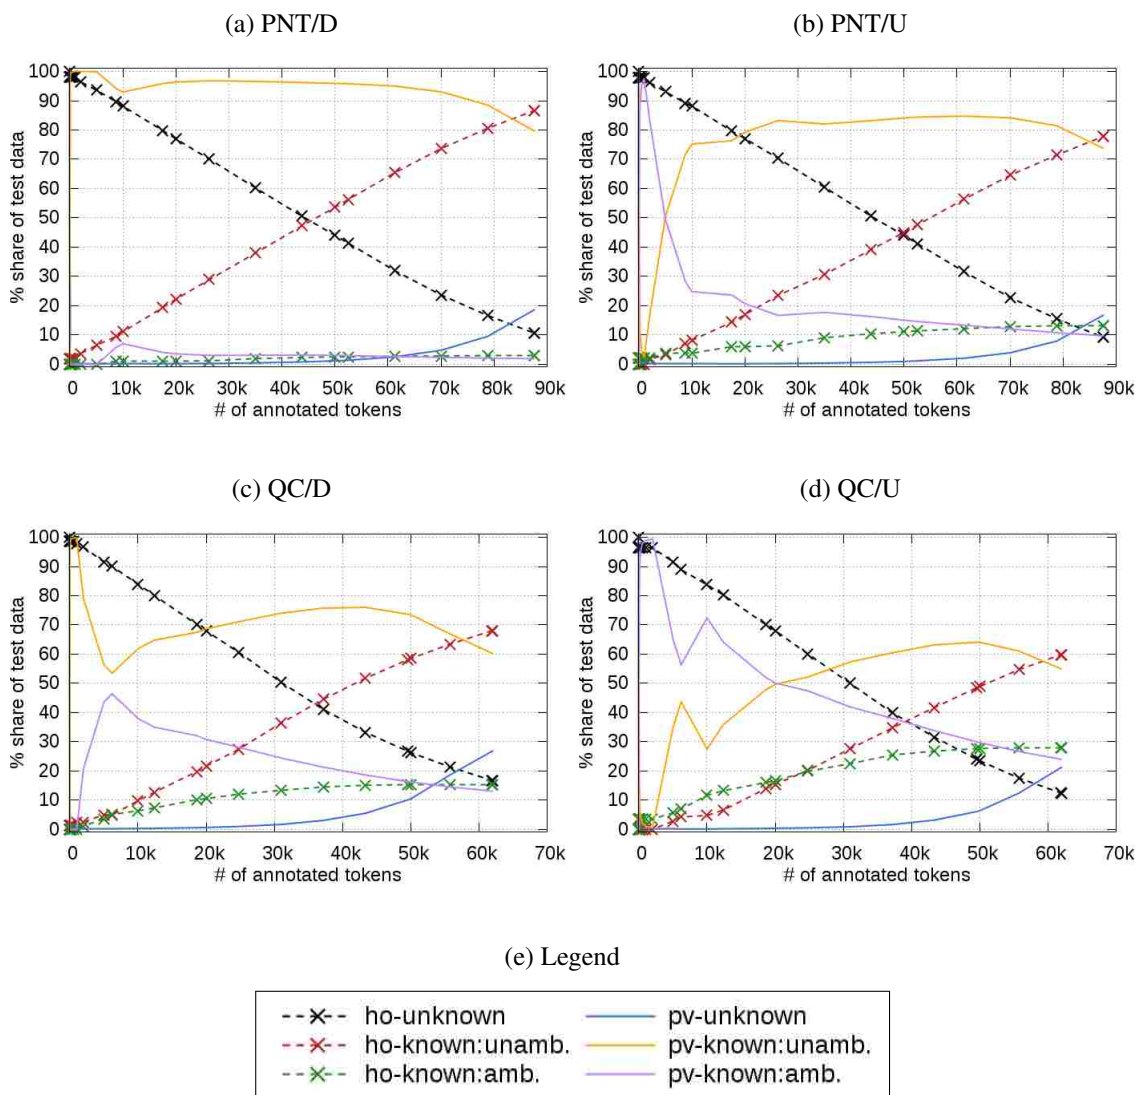 (a) PNT/D
(b) PNT/U
% share of test data
100
90
80
70
60
50
40
30
20
10
0
0 10k 20k 30k 40k 50k 60k 70k 80k 90k
# of annotated tokens
% share of test data
100
90
80
70
60
50
40
30
20
10
0
0 10k 20k 30k 40k 50k 60k 70k 80k 90k
# of annotated tokens
(c) QC/D
(d) QC/U
% share of test data
100
90
80
70
60
50
40
30
20
10
0
0 10k 20k 30k 40k 50k 60k 70k
# of annotated tokens
% share of test data
100
90
80
70
60
50
40
30
20
10
0
0 10k 20k 30k 40k 50k 60k 70k
# of annotated tokens
(e) Legend
ho-unknown
ho-known:unamb.
ho-known:amb.
pv-unknown
pv-known:unamb.
pv-known:amb.